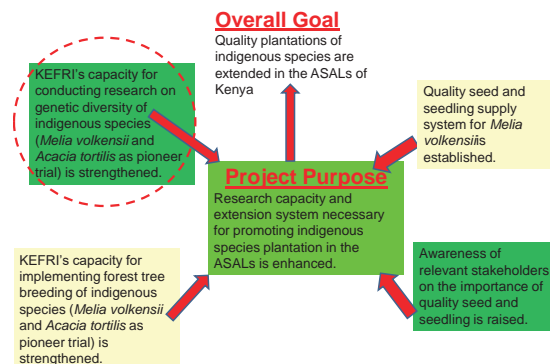 Overall Goal
Quality plantations of
indigenous species are
extended in the ASALs of
Kenya
KEFRI's capacity for
conducting research on
genetic diversity of
indigenous species
(Melia volkensii and
Acacia tortilis as pioneer
trial) is strengthened.
Quality seed and
seedling supply
system for Melia
volkensiiis
established.
Project Purpose
Research capacity and
extension system necessary
for promoting indigenous
species plantation in the
ASALs is enhanced.
KEFRI's capacity for
implementing forest tree
breeding of indigenous
species (Melia volkensii
and Acacia tortilis as
pioneer trial) is
strengthened.
Awareness of
relevant stakeholders
on the importance of
quality seed and
seedling is raised.